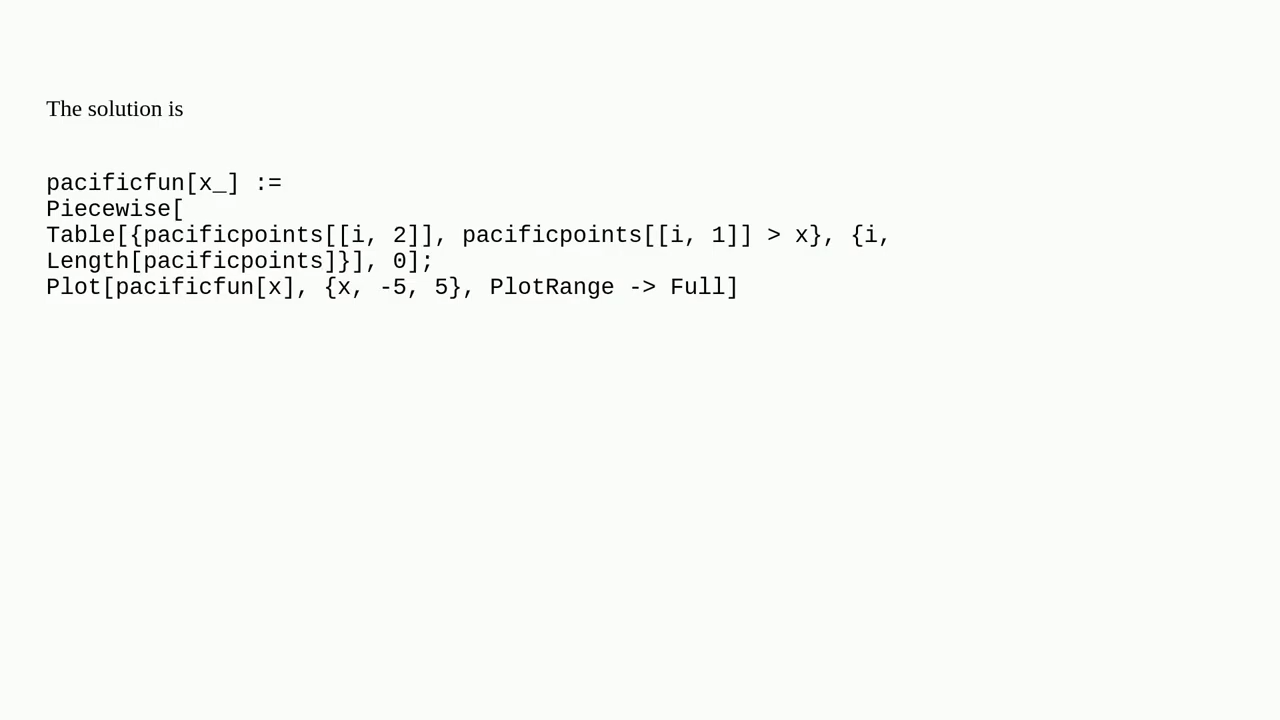 The solution is
pacificfun[x_] :=
Piecewise[
Table[{pacificpoints[[i, 2]], pacificpoints[[i, 1]] > x}, {i,
Length[pacificpoints]}], 0];
Plot[pacificfun[x], {x, -5, 5}, PlotRange -> Full]